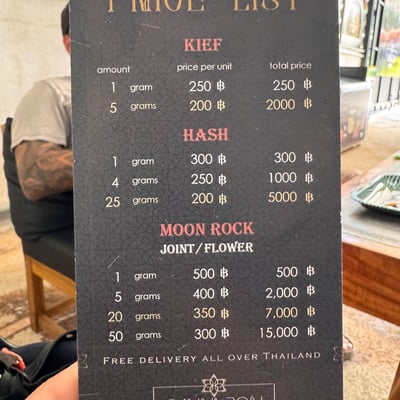 PRICE LIST
KIEF
amount price per unit total price
1 gram 250 ฿ 250 ฿
5 grams 200 ฿ 2000 ฿
HASH
1 gram 300 ฿ 300 ฿
4 grams 250 ฿ 1000 ฿
25 grams 200 ฿ 5000 ฿
MOON ROCK
JOINT/FLOWER
1 gram 500 ฿ 500 ฿
5 grams 400 ฿ 2,000 ฿
20 grams 350 ฿ 7,000 ฿
50 grams 300 ฿ 15,000 ฿
FREE DELIVERY ALL OVER THAILAND